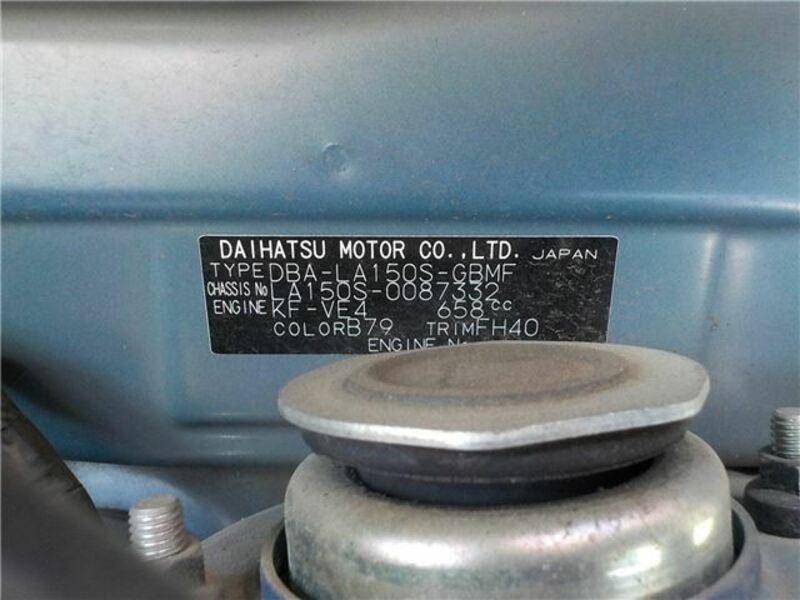 DAIHATSU MOTOR CO.,LTD. JAPAN
TYPE DBA-LA150S-GBMF
CHASSIS No LA150S-0087332
ENGINE KF-VE4 658cc
COLOR B79 TRIM FH40
ENGINE No